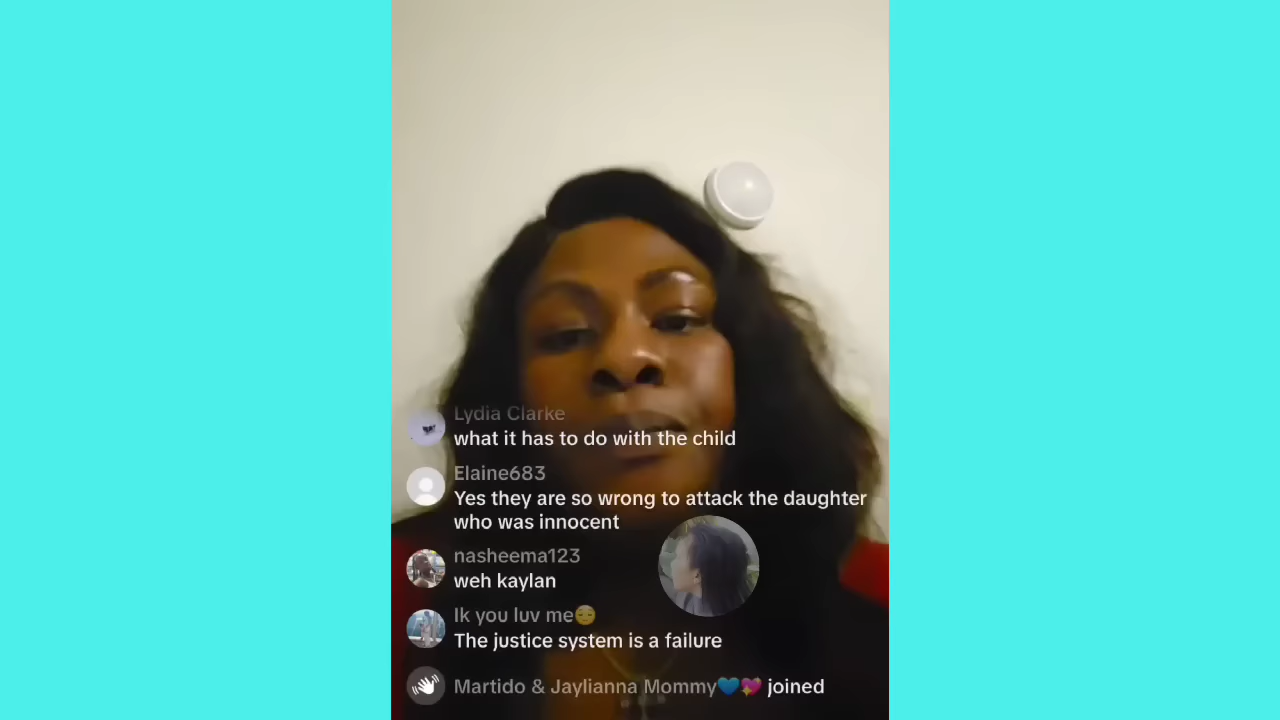 Lydia Clarke
what it has to do with the child
Elaine683
Yes they are so wrong to attack the daughter
who was innocent
nasheema123
weh kaylan
Ik you luv me😔
The justice system is a failure
Martido & Jaylianna Mommy💙💖 joined